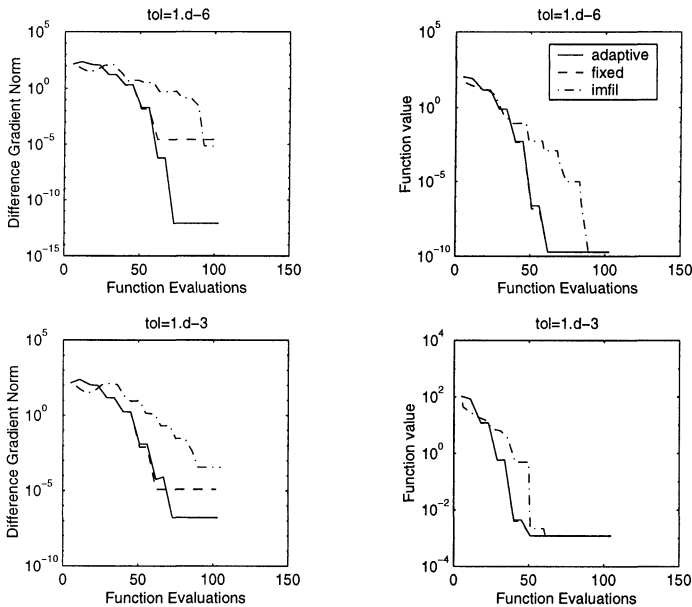 tol=1.d−6
Difference Gradient Norm
10^5
10^0
10^−5
10^−10
10^−15
0 50 100 150
Function Evaluations
tol=1.d−6
Function value
10^5
10^0
10^−5
10^−10
adaptive
fixed
imfil
0 50 100 150
Function Evaluations
tol=1.d−3
Difference Gradient Norm
10^5
10^0
10^−5
10^−10
0 50 100 150
Function Evaluations
tol=1.d−3
Function value
10^4
10^2
10^0
10^−2
10^−4
0 50 100 150
Function Evaluations